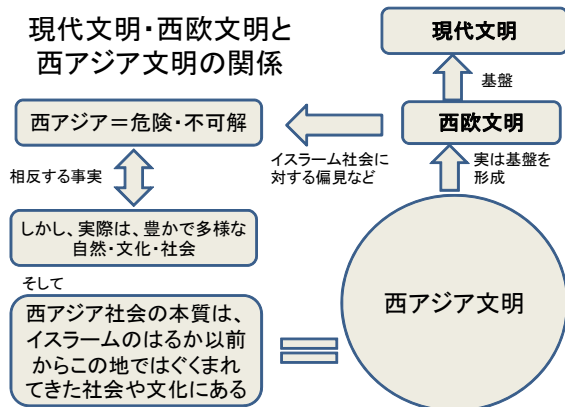 現代文明・西欧文明と
西アジア文明の関係
現代文明
基盤
西欧文明
西アジア＝危険・不可解
イスラーム社会に
対する偏見など
実は基盤を
形成
相反する事実
しかし、実際は、豊かで多様な
自然・文化・社会
そして
西アジア社会の本質は、
イスラームのはるか以前
からこの地ではぐくまれ
てきた社会や文化にある
西アジア文明